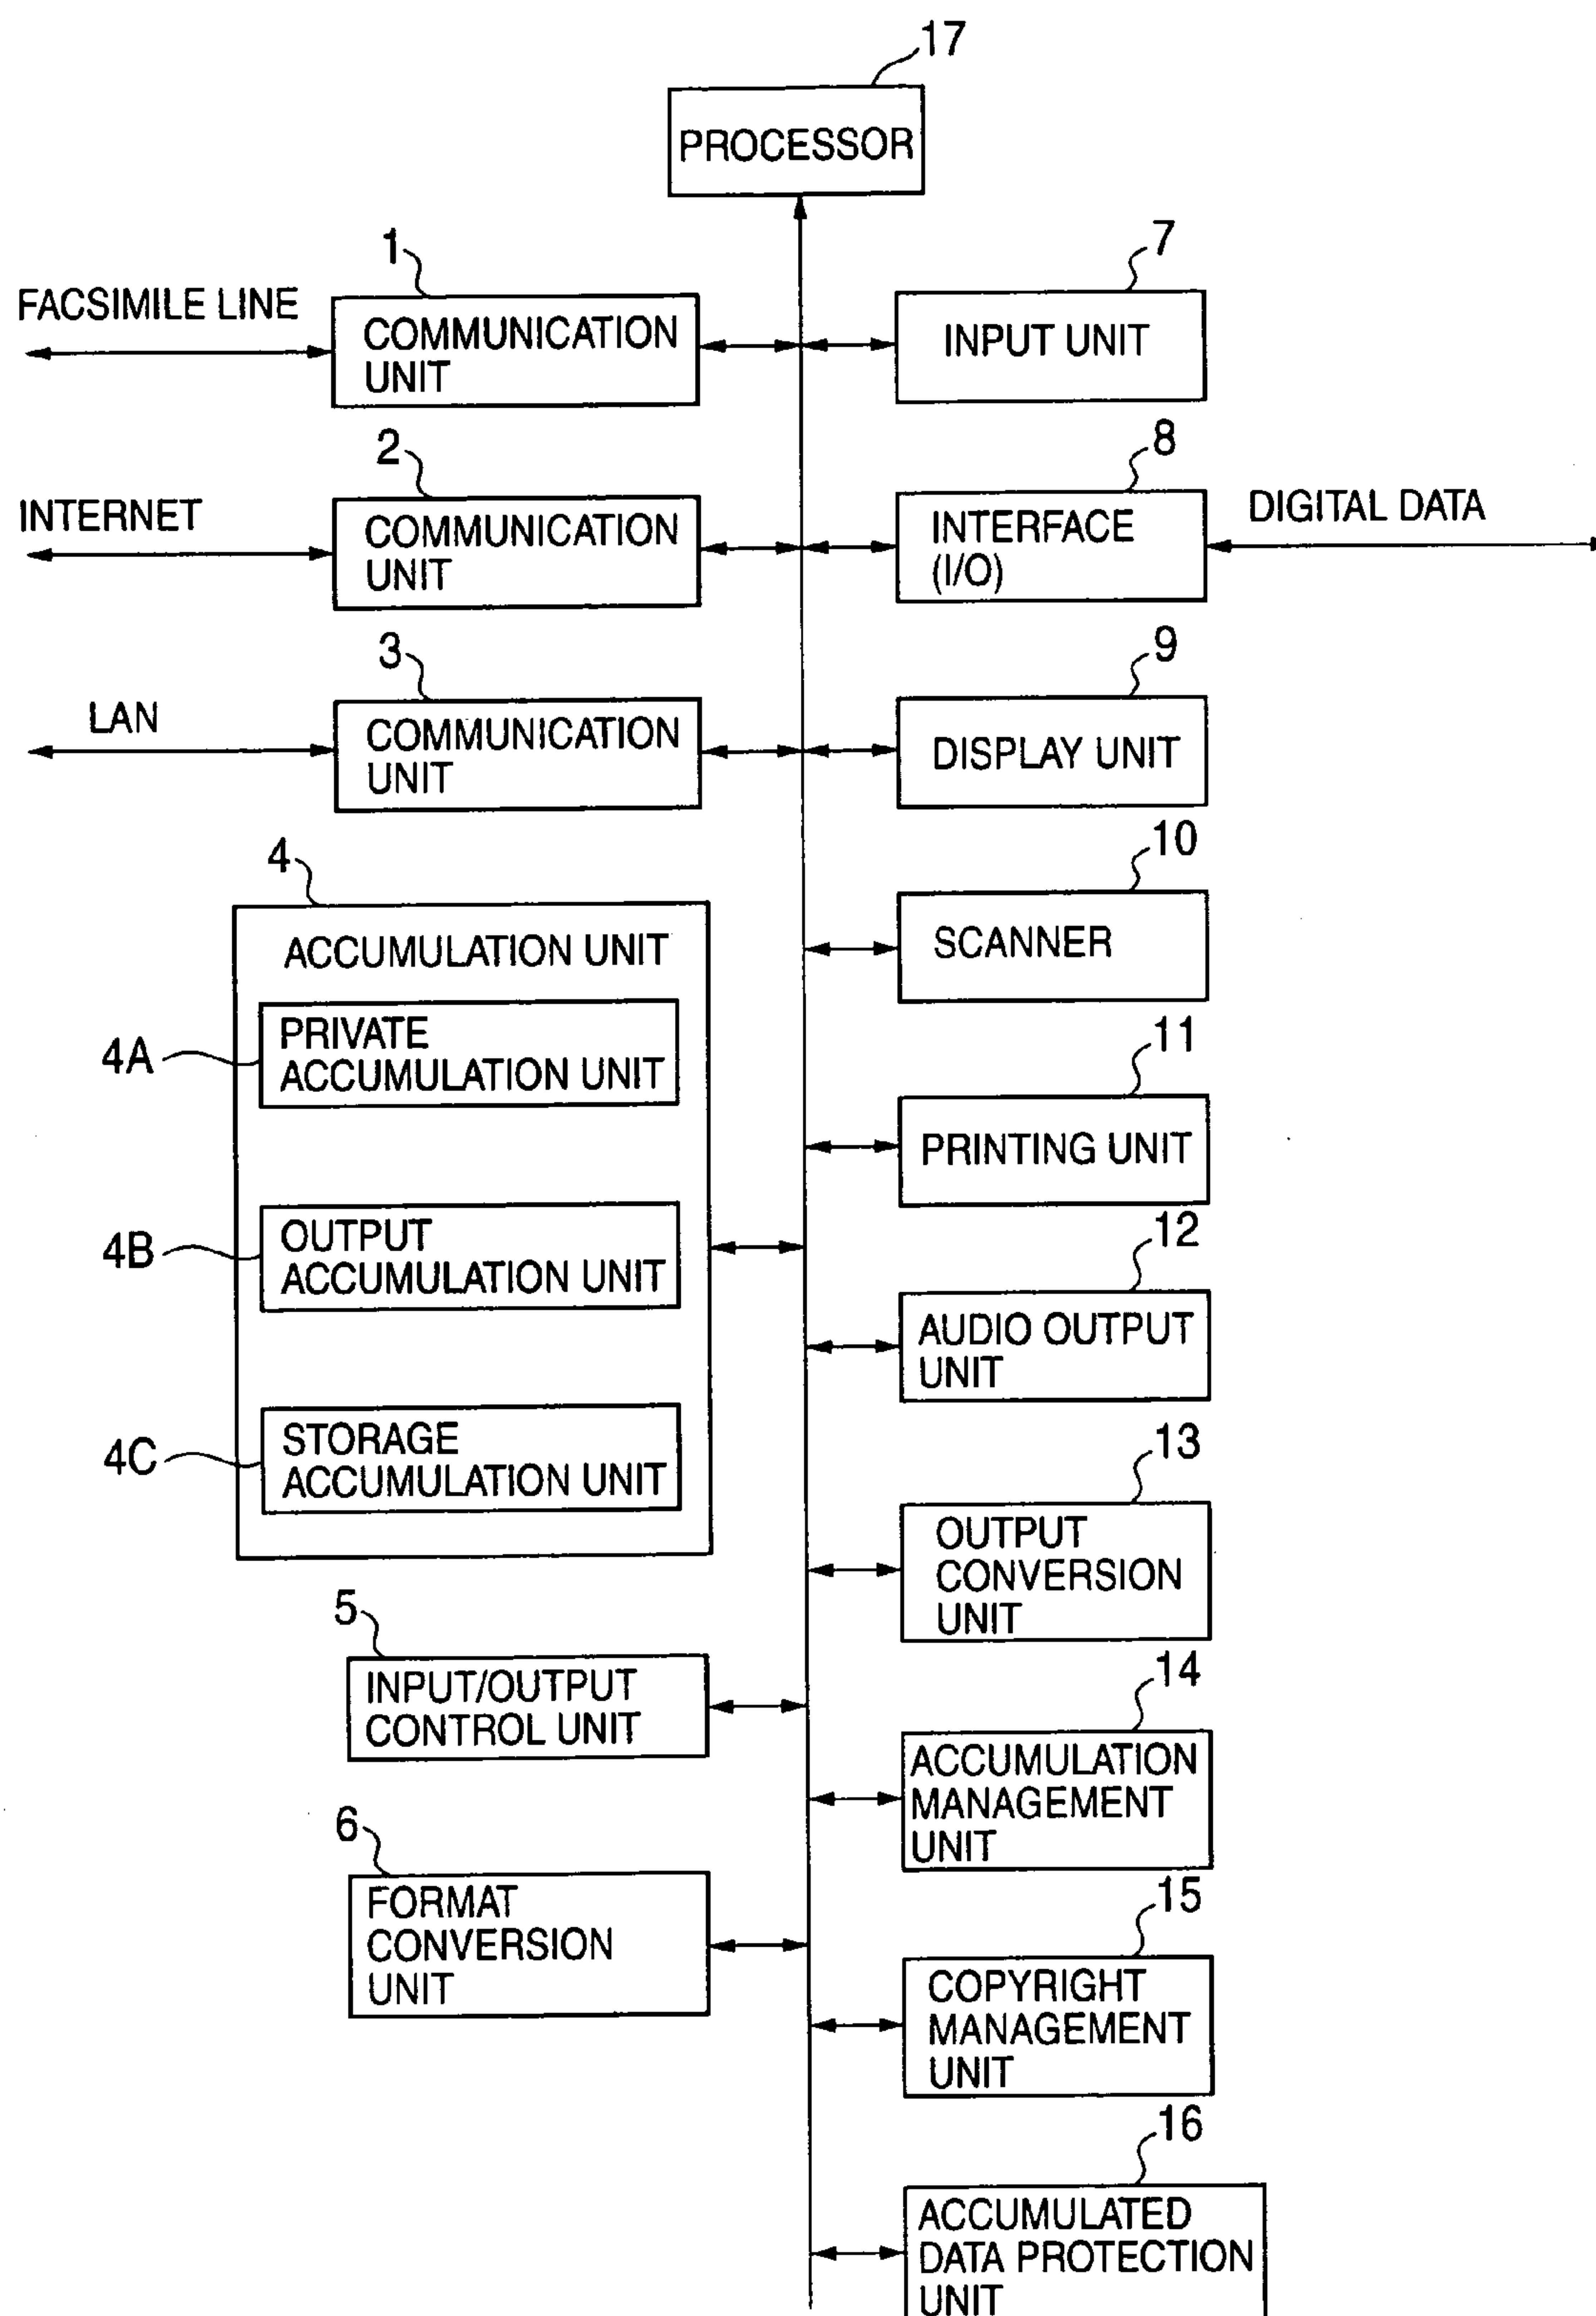 17
PROCESSOR
1
FACSIMILE LINE
COMMUNICATION
UNIT
7
INPUT UNIT
2
INTERNET
COMMUNICATION
UNIT
8
INTERFACE
(I/O)
DIGITAL DATA
3
LAN
COMMUNICATION
UNIT
9
DISPLAY UNIT
4
ACCUMULATION UNIT
4A
PRIVATE
ACCUMULATION UNIT
4B
OUTPUT
ACCUMULATION UNIT
4C
STORAGE
ACCUMULATION UNIT
10
SCANNER
11
PRINTING UNIT
12
AUDIO OUTPUT
UNIT
13
OUTPUT
CONVERSION
UNIT
5
INPUT/OUTPUT
CONTROL UNIT
14
ACCUMULATION
MANAGEMENT
UNIT
6
FORMAT
CONVERSION
UNIT
15
COPYRIGHT
MANAGEMENT
UNIT
16
ACCUMULATED
DATA PROTECTION
UNIT